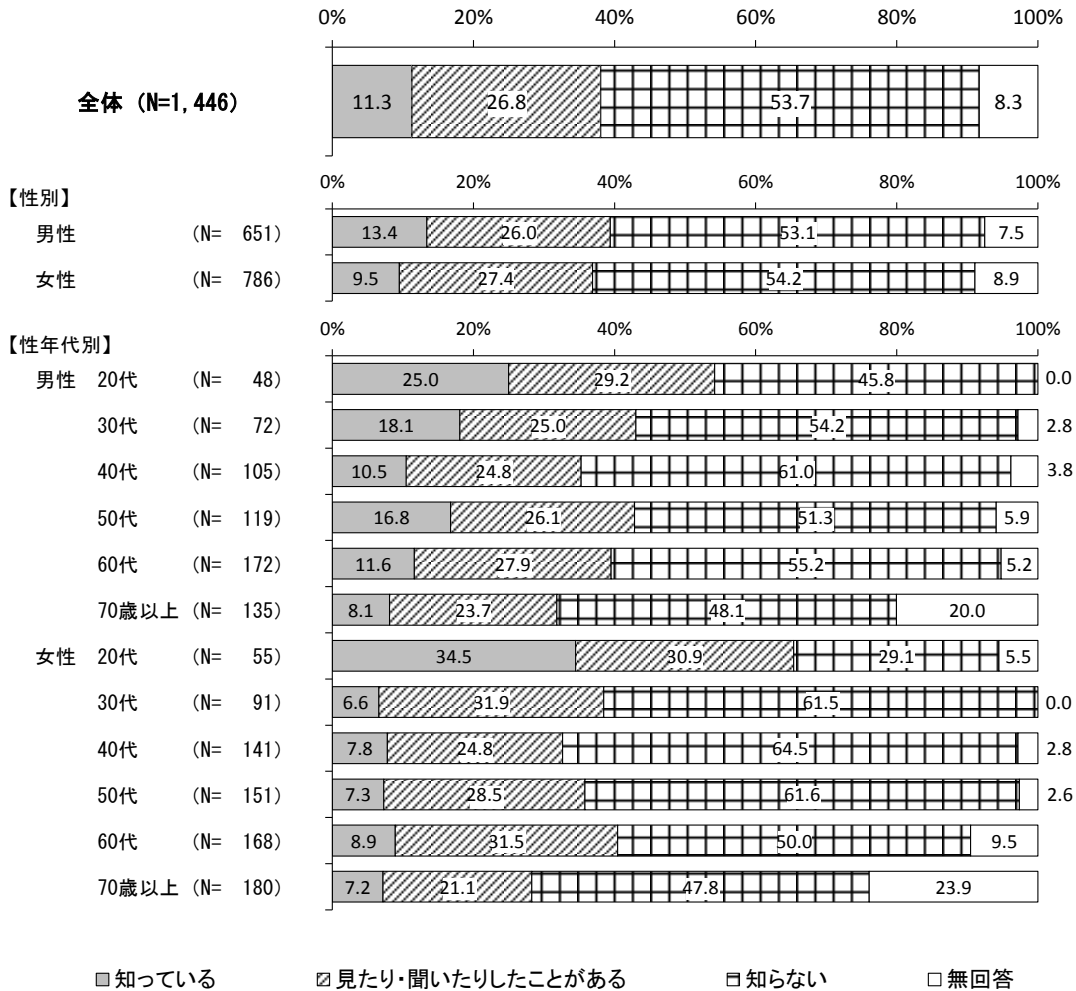 0% 20% 40% 60% 80% 100%
全体 (N=1,446) 11.3 26.8 53.7 8.3
【性別】 0% 20% 40% 60% 80% 100%
男性 (N= 651) 13.4 26.0 53.1 7.5
女性 (N= 786) 9.5 27.4 54.2 8.9
【性年代別】 0% 20% 40% 60% 80% 100%
男性 20代 (N= 48) 25.0 29.2 45.8 0.0
30代 (N= 72) 18.1 25.0 54.2 2.8
40代 (N= 105) 10.5 24.8 61.0 3.8
50代 (N= 119) 16.8 26.1 51.3 5.9
60代 (N= 172) 11.6 27.9 55.2 5.2
70歳以上 (N= 135) 8.1 23.7 48.1 20.0
女性 20代 (N= 55) 34.5 30.9 29.1 5.5
30代 (N= 91) 6.6 31.9 61.5 0.0
40代 (N= 141) 7.8 24.8 64.5 2.8
50代 (N= 151) 7.3 28.5 61.6 2.6
60代 (N= 168) 8.9 31.5 50.0 9.5
70歳以上 (N= 180) 7.2 21.1 47.8 23.9
知っている 見たり・聞いたりしたことがある 知らない 無回答